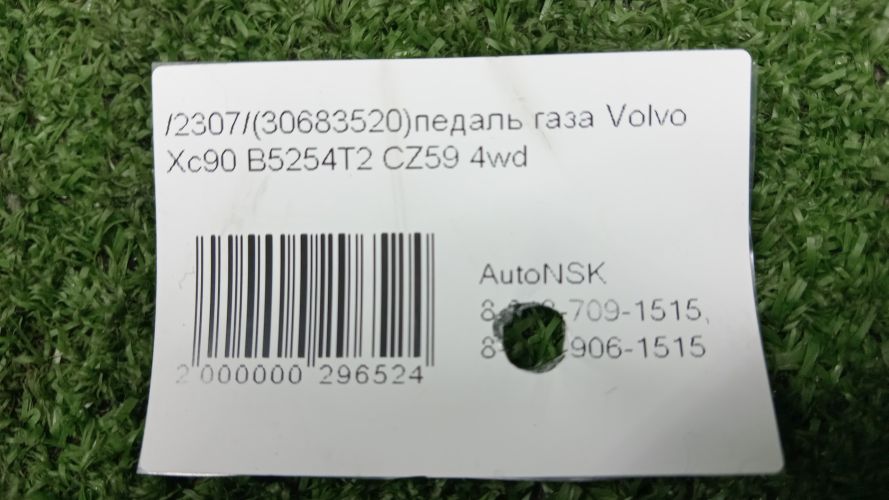 /2307/(30683520)педаль газа Volvo
Xc90 B5254T2 CZ59 4wd
AutoNSK
-709-1515,
-906-1515
2 000000 296524